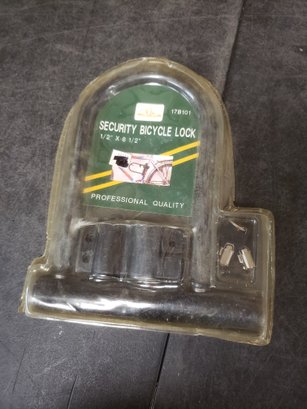 17B101
SECURITY BICYCLE LOCK
1/2" X 8 1/2"
PROFESSIONAL QUALITY